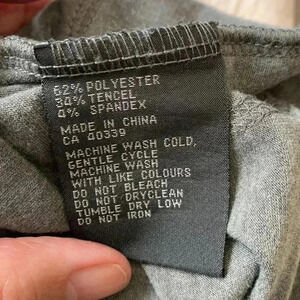 62% POLYESTER
34% TENCEL
4% SPANDEX
MADE IN CHINA
CA 40339
MACHINE WASH COLD,
GENTLE CYCLE
MACHINE WASH
WITH LIKE COLOURS
DO NOT BLEACH
DO NOT DRYCLEAN
TUMBLE DRY LOW
DO NOT IRON